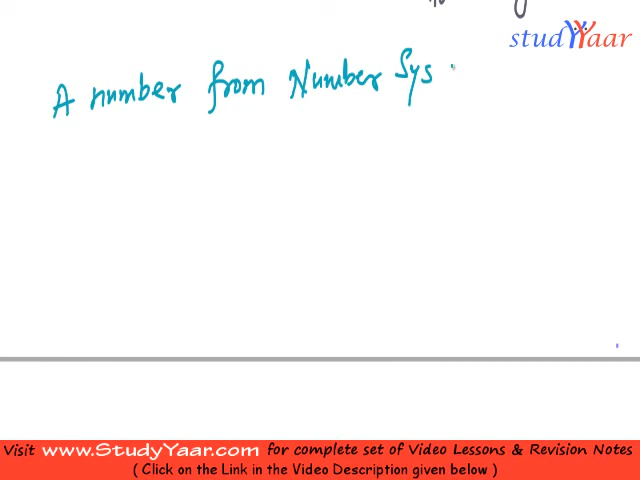 studYYaar
A number from Number Sys
Visit www.StudyYaar.com for complete set of Video Lessons & Revision Notes
( Click on the Link in the Video Description given below )